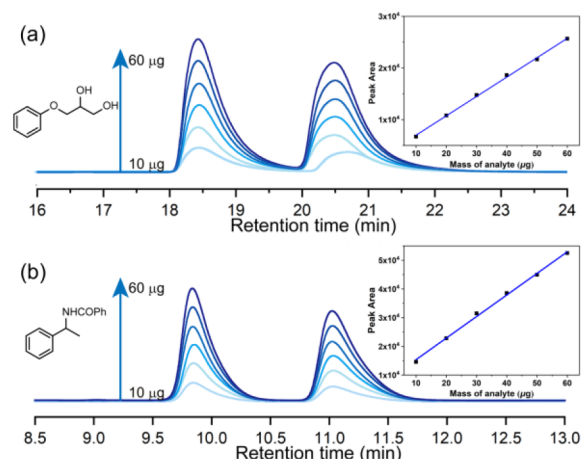 (a)
60 µg
10 µg
OH
OH
O
3x10⁴
2x10⁴
1x10⁴
Peak Area
10 20 30 40 50 60
Mass of analyte (µg)
16 17 18 19 20 21 22 23 24
Retention time (min)
(b)
60 µg
10 µg
NHCOPh
5x10⁴
4x10⁴
3x10⁴
2x10⁴
1x10⁴
Peak Area
10 20 30 40 50 60
Mass of analyte (µg)
8.5 9.0 9.5 10.0 10.5 11.0 11.5 12.0 12.5 13.0
Retention time (min)